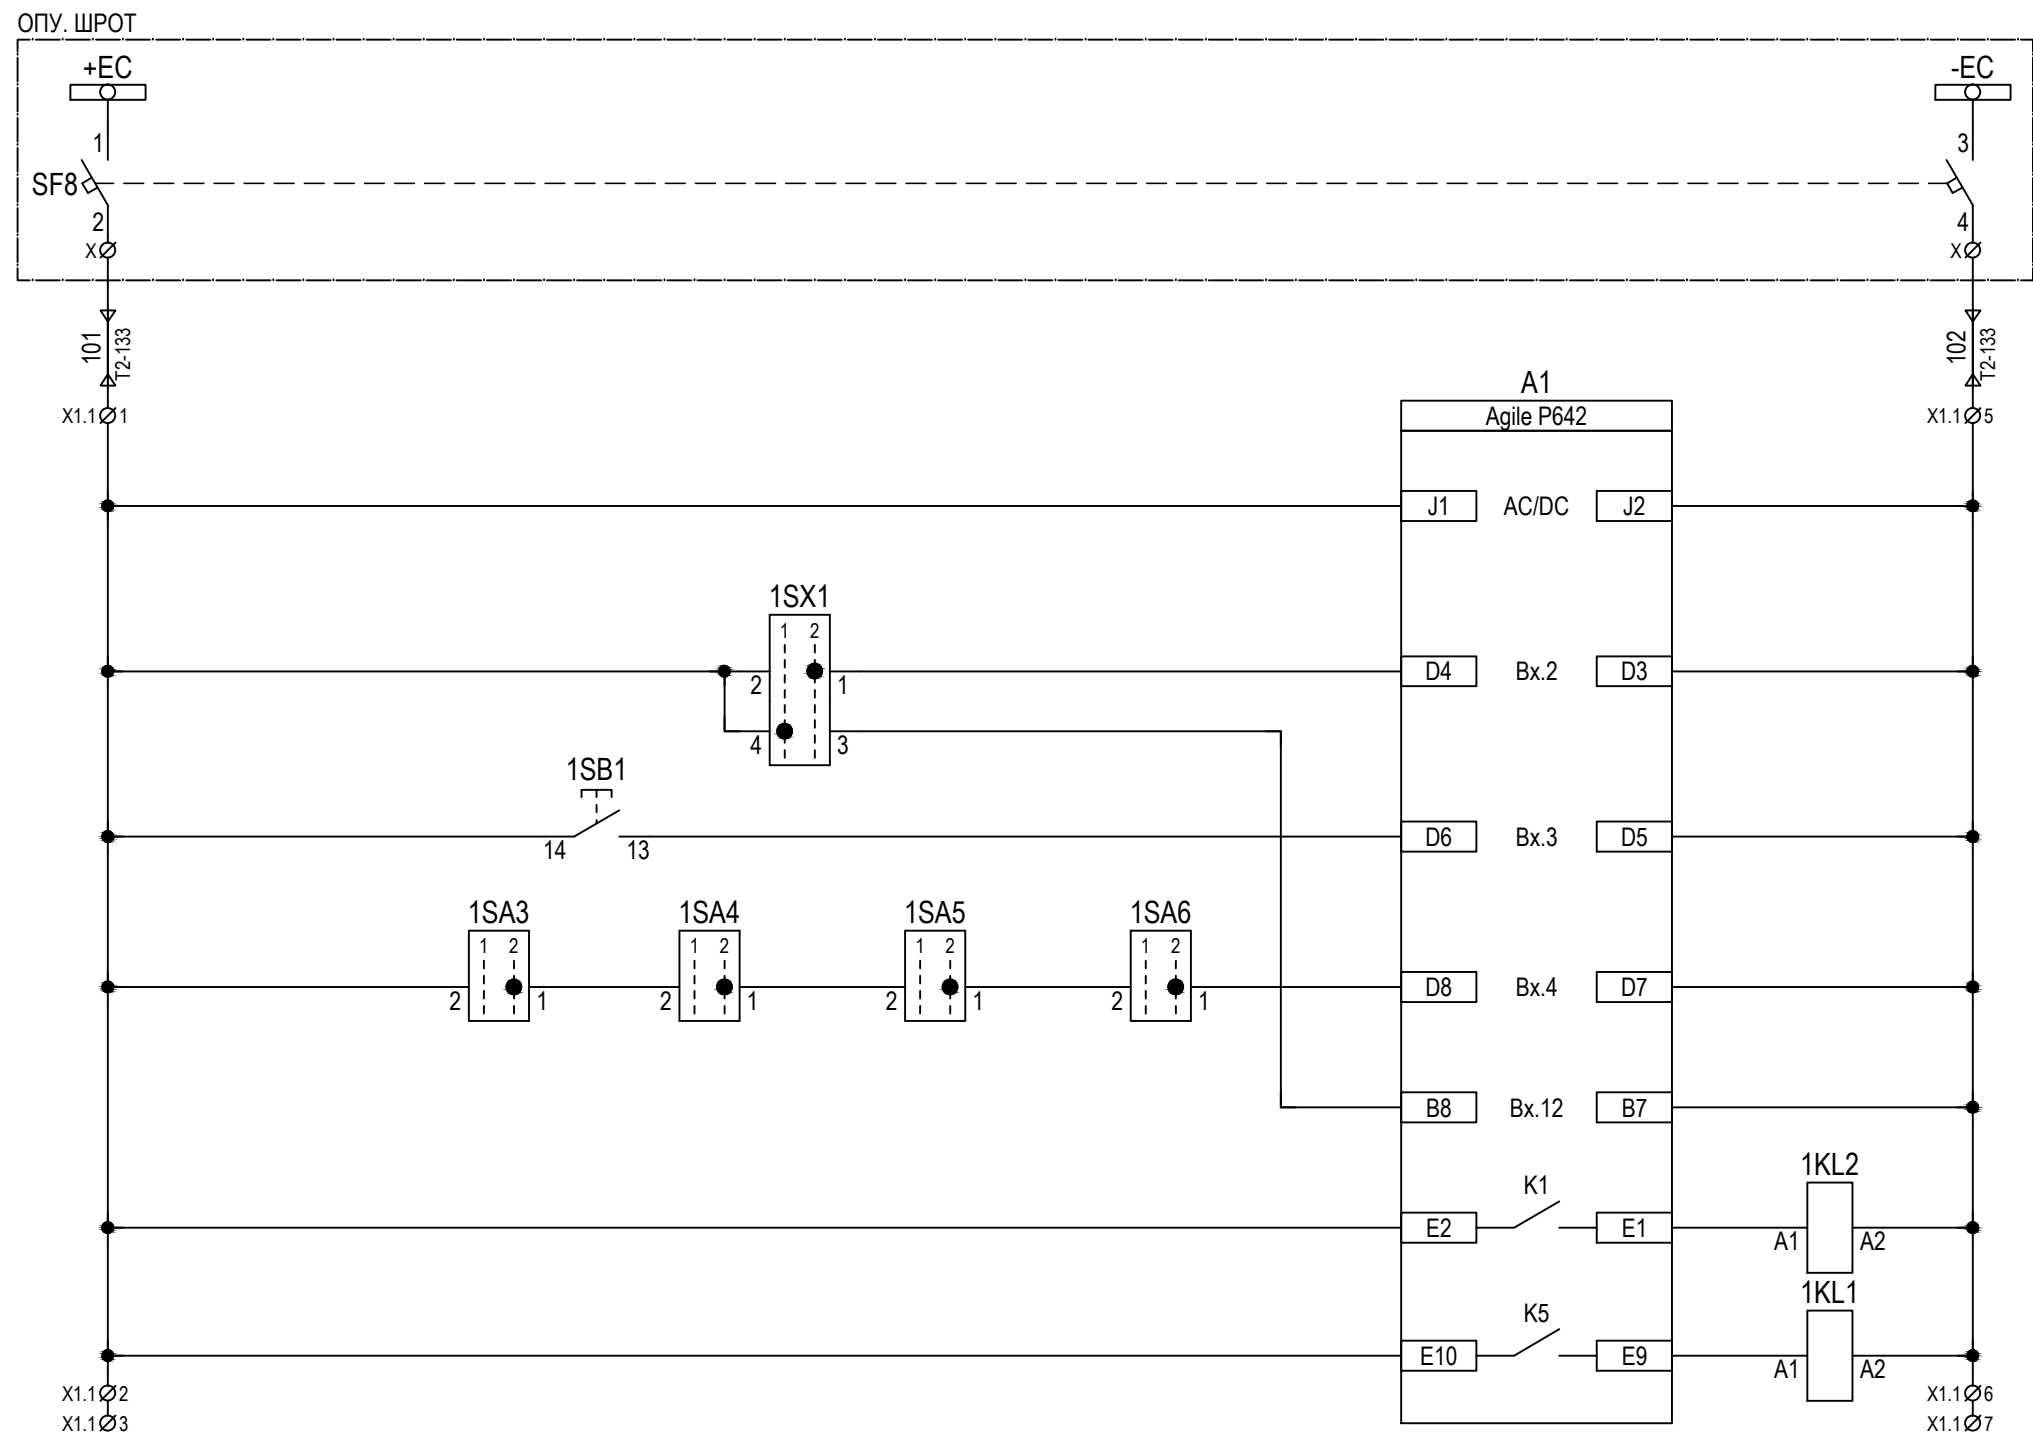 ОПУ. ШРОТ
+EC -EC
1 3
SF8
2 4
X X
101 T2-133 102 T2-133
A1
X1.1 1 Agile P642 X1.1 5
J1 AC/DC J2
1SX1
1 2
D4 Вх.2 D3
2 1
4 3
1SB1
D6 Вх.3 D5
14 13
1SA3 1SA4 1SA5 1SA6
1 2 1 2 1 2 1 2
D8 Вх.4 D7
2 1 2 1 2 1 2 1
B8 Вх.12 B7
1KL2
K1
E2 E1
A1 A2
1KL1
K5
E10 E9
A1 A2
X1.1 2 X1.1 6
X1.1 3 X1.1 7